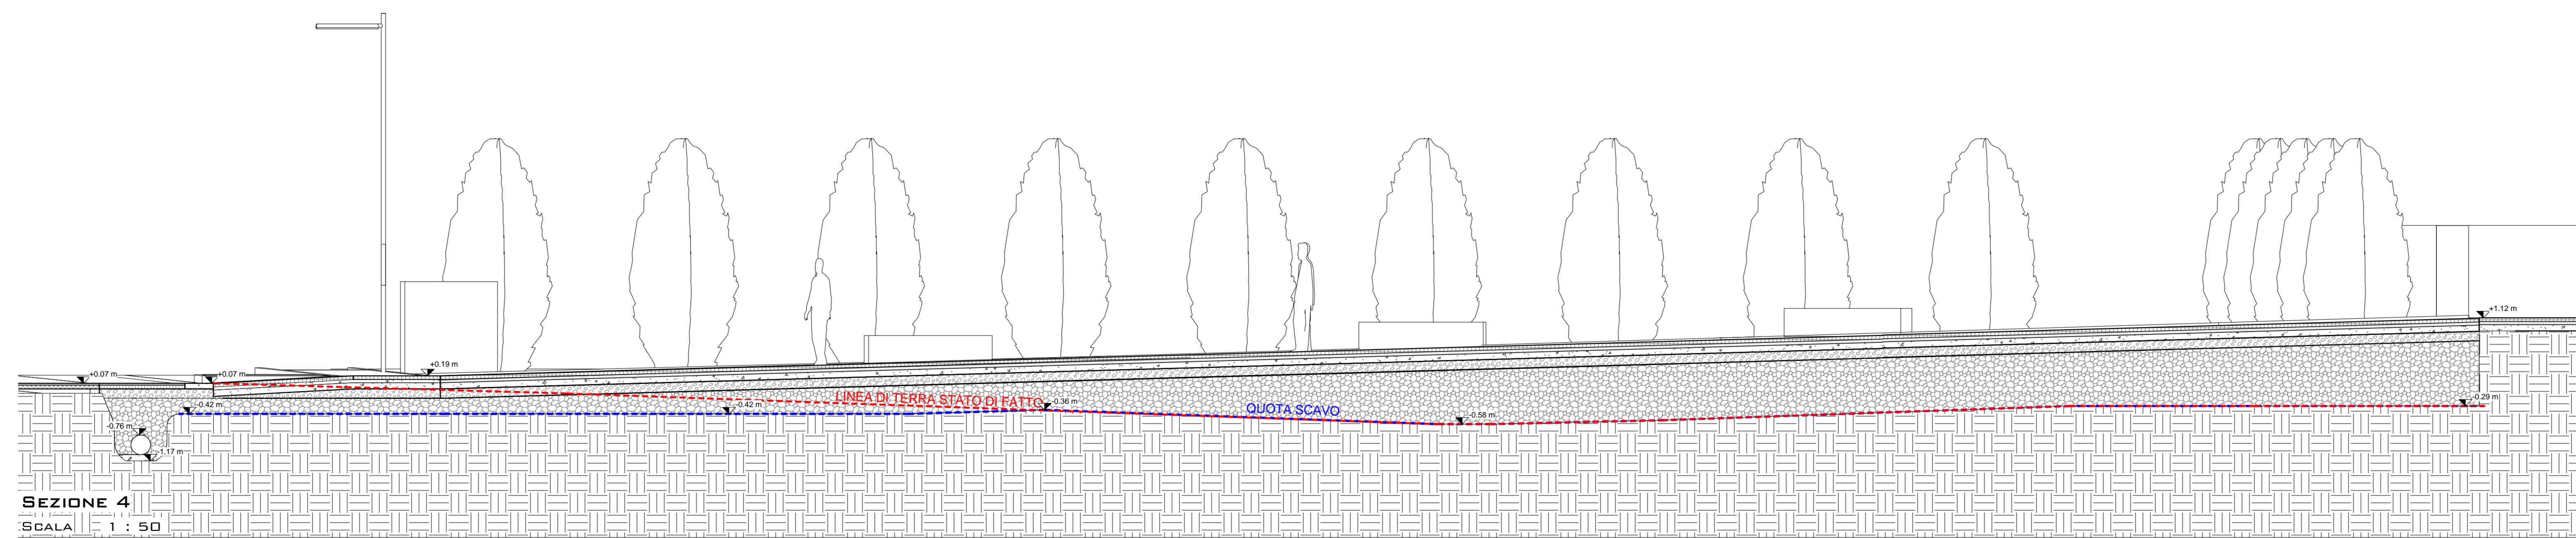 +1.12 m
+0.19 m
+0.07 m
+0.07 m
LINEA DI TERRA STATO DI FATTO
-0.36 m
-0.42 m
-0.42 m
QUOTA SCAVO
-0.58 m
-0.29 m
-0.76 m
-1.17 m
SEZIONE 4
SCALA 1 : 50